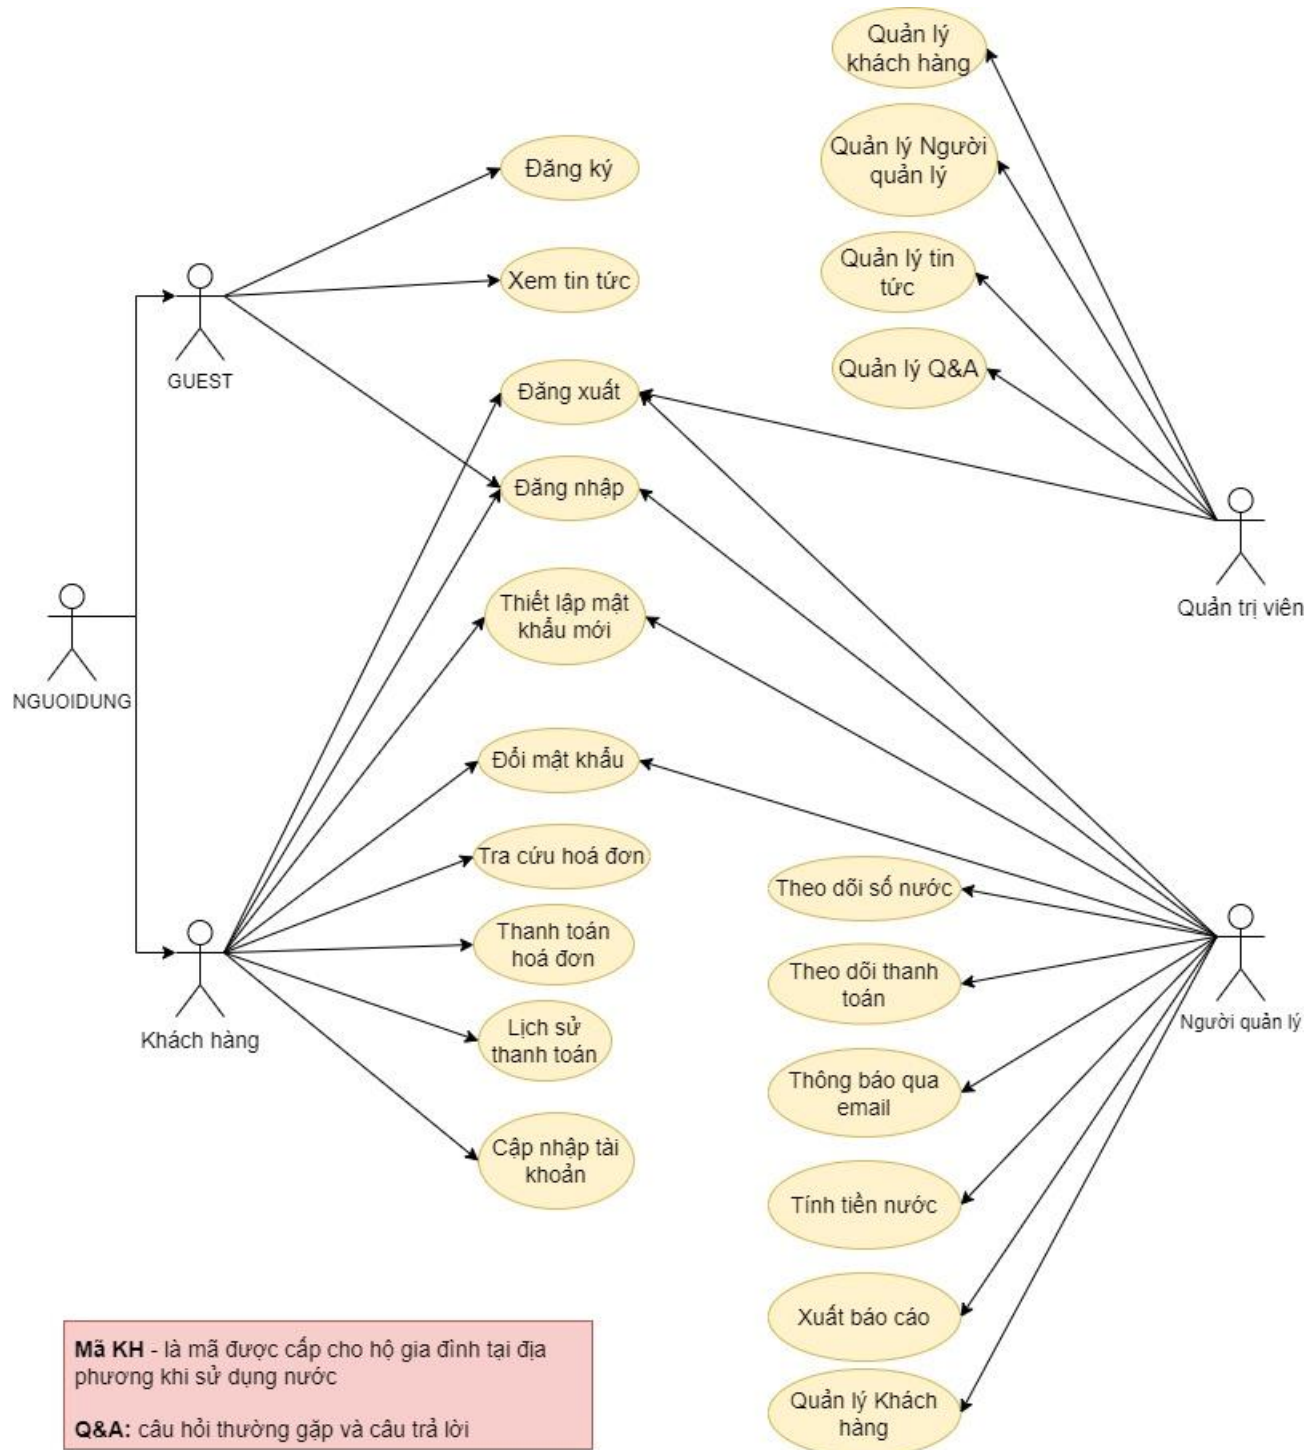 Quản lý
khách hàng
Quản lý Người
quản lý
Đăng ký
Quản lý tin
tức
Xem tin tức
Quản lý Q&A
GUEST
Đăng xuất
Đăng nhập
Thiết lập mật
khẩu mới
Quản trị viên
NGUOIDUNG
Đổi mật khẩu
Tra cứu hoá đơn
Theo dõi số nước
Thanh toán
hoá đơn
Theo dõi thanh
toán
Khách hàng
Người quản lý
Lịch sử
thanh toán
Thông báo qua
email
Cập nhập tài
khoản
Tính tiền nước
Xuất báo cáo
Mã KH - là mã được cấp cho hộ gia đình tại địa
phương khi sử dụng nước
Q&A: câu hỏi thường gặp và câu trả lời
Quản lý Khách
hàng